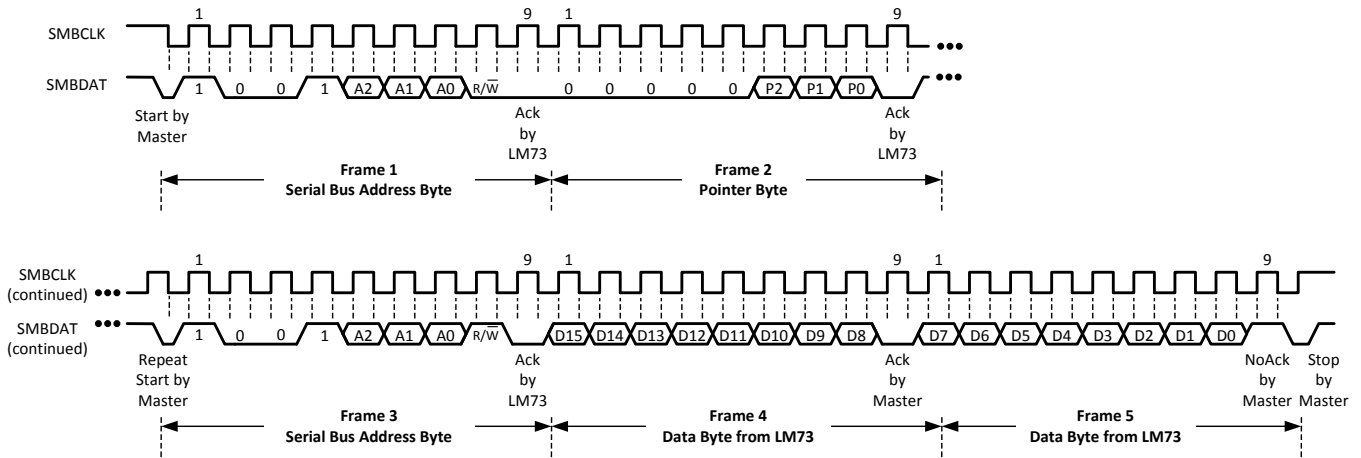 1 9 1 9
SMBCLK
SMBDAT
1 0 0 1 A2 A1 A0 R/W̅ 0 0 0 0 0 P2 P1 P0
Start by
Master
Ack
by
LM73
Ack
by
LM73
Frame 1
Serial Bus Address Byte
Frame 2
Pointer Byte
1 9 1 9 1 9
SMBCLK
(continued)
SMBDAT
(continued)
1 0 0 1 A2 A1 A0 R/W̅ D15 D14 D13 D12 D11 D10 D9 D8 D7 D6 D5 D4 D3 D2 D1 D0
Repeat
Start by
Master
Ack
by
LM73
Ack
by
Master
NoAck
by
Master
Stop
by
Master
Frame 3
Serial Bus Address Byte
Frame 4
Data Byte from LM73
Frame 5
Data Byte from LM73